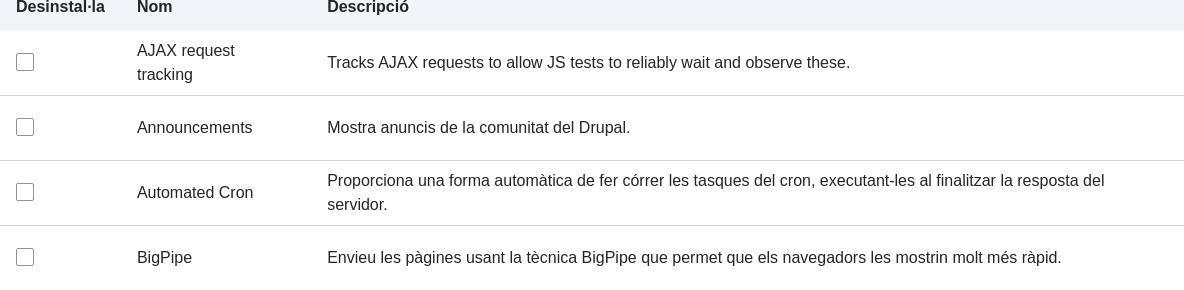 Desinstal·la Nom Descripció
AJAX request
tracking
Tracks AJAX requests to allow JS tests to reliably wait and observe these.
Announcements
Mostra anuncis de la comunitat del Drupal.
Automated Cron
Proporciona una forma automàtica de fer córrer les tasques del cron, executant-les al finalitzar la resposta del
servidor.
BigPipe
Envieu les pàgines usant la tècnica BigPipe que permet que els navegadors les mostrin molt més ràpid.